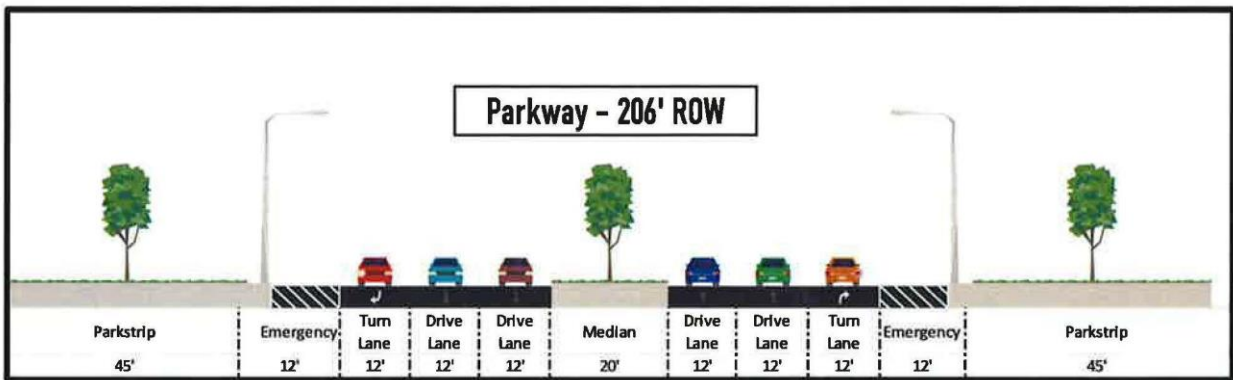 Parkway - 206' ROW
Parkstrip
45'
Emergency
12'
Turn
Lane
12'
Drive
Lane
12'
Drive
Lane
12'
Median
20'
Drive
Lane
12'
Drive
Lane
12'
Turn
Lane
12'
Emergency
12'
Parkstrip
45'